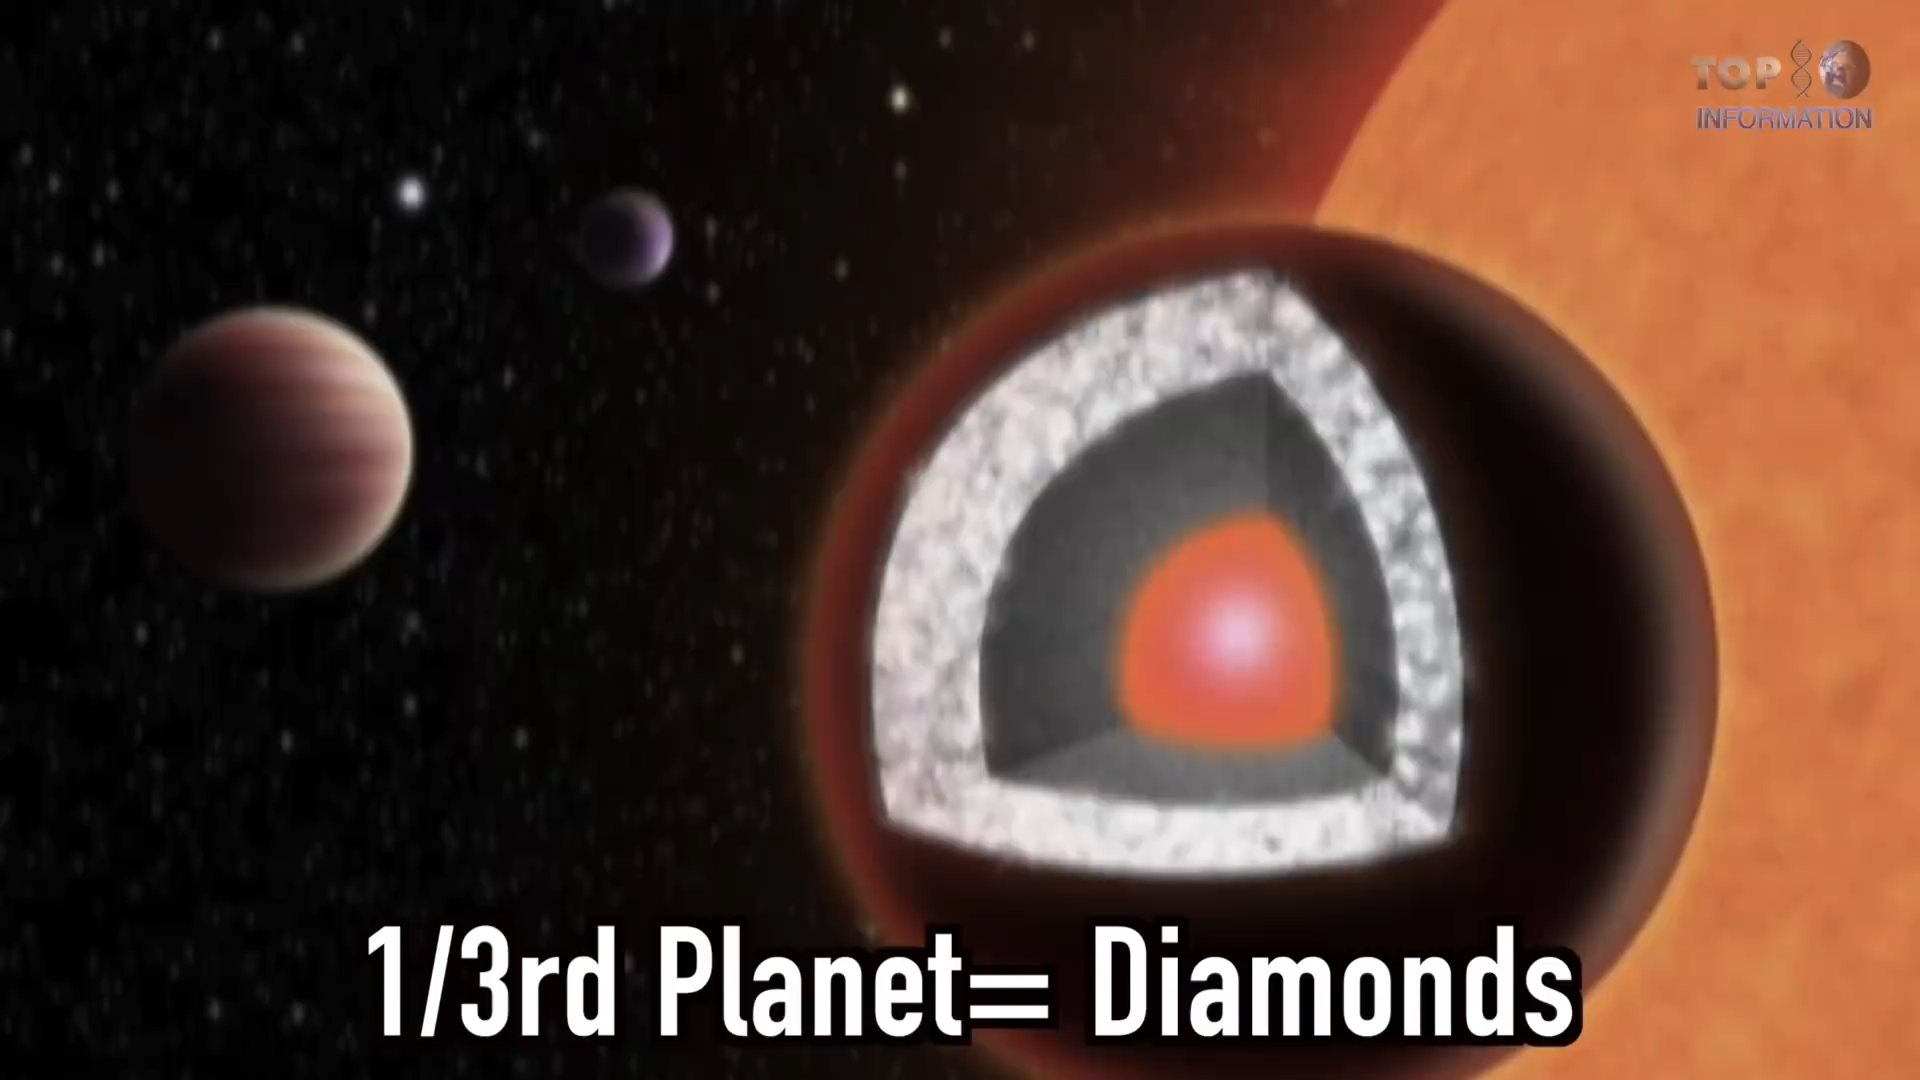 TOP
INFORMATION
1/3rd Planet= Diamonds